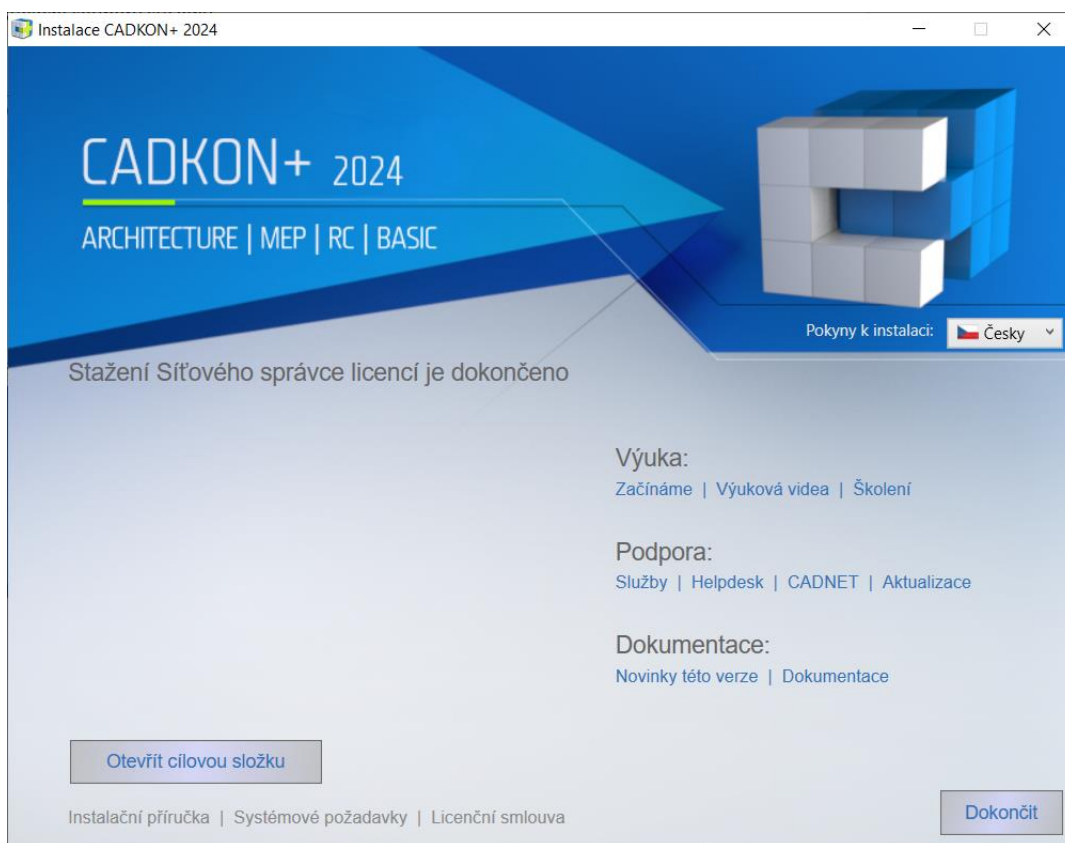 Instalace CADKON+ 2024
CADKON+ 2024
ARCHITECTURE | MEP | RC | BASIC
Pokyny k instalaci: Česky
Stažení Síťového správce licencí je dokončeno
Výuka:
Začínáme | Výuková videa | Školení
Podpora:
Služby | Helpdesk | CADNET | Aktualizace
Dokumentace:
Novinky této verze | Dokumentace
Otevřít cílovou složku
Instalační příručka | Systémové požadavky | Licenční smlouva
Dokončit